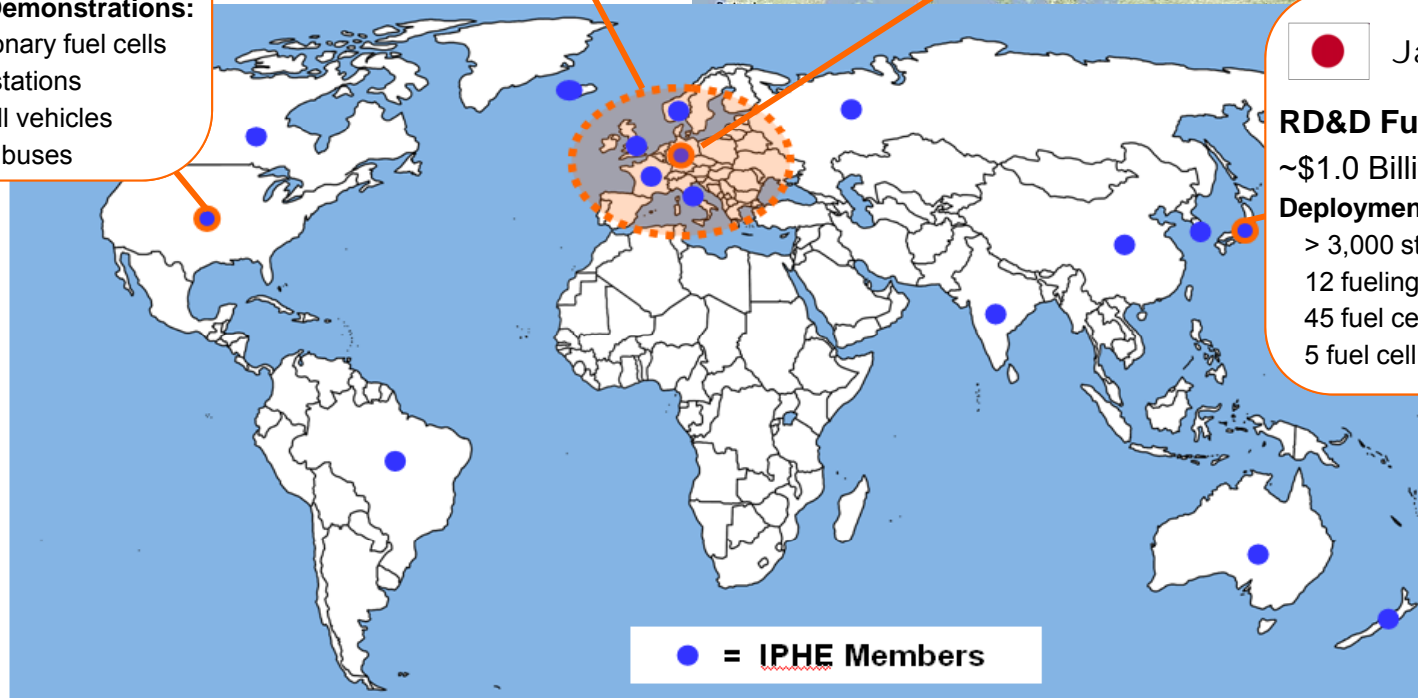 Demonstrations:
onary fuel cells
stations
ll vehicles
buses
Ja
RD&D Fu
~$1.0 Billi
Deploymen
> 3,000 st
12 fueling
45 fuel ce
5 fuel cell
= IPHE Members